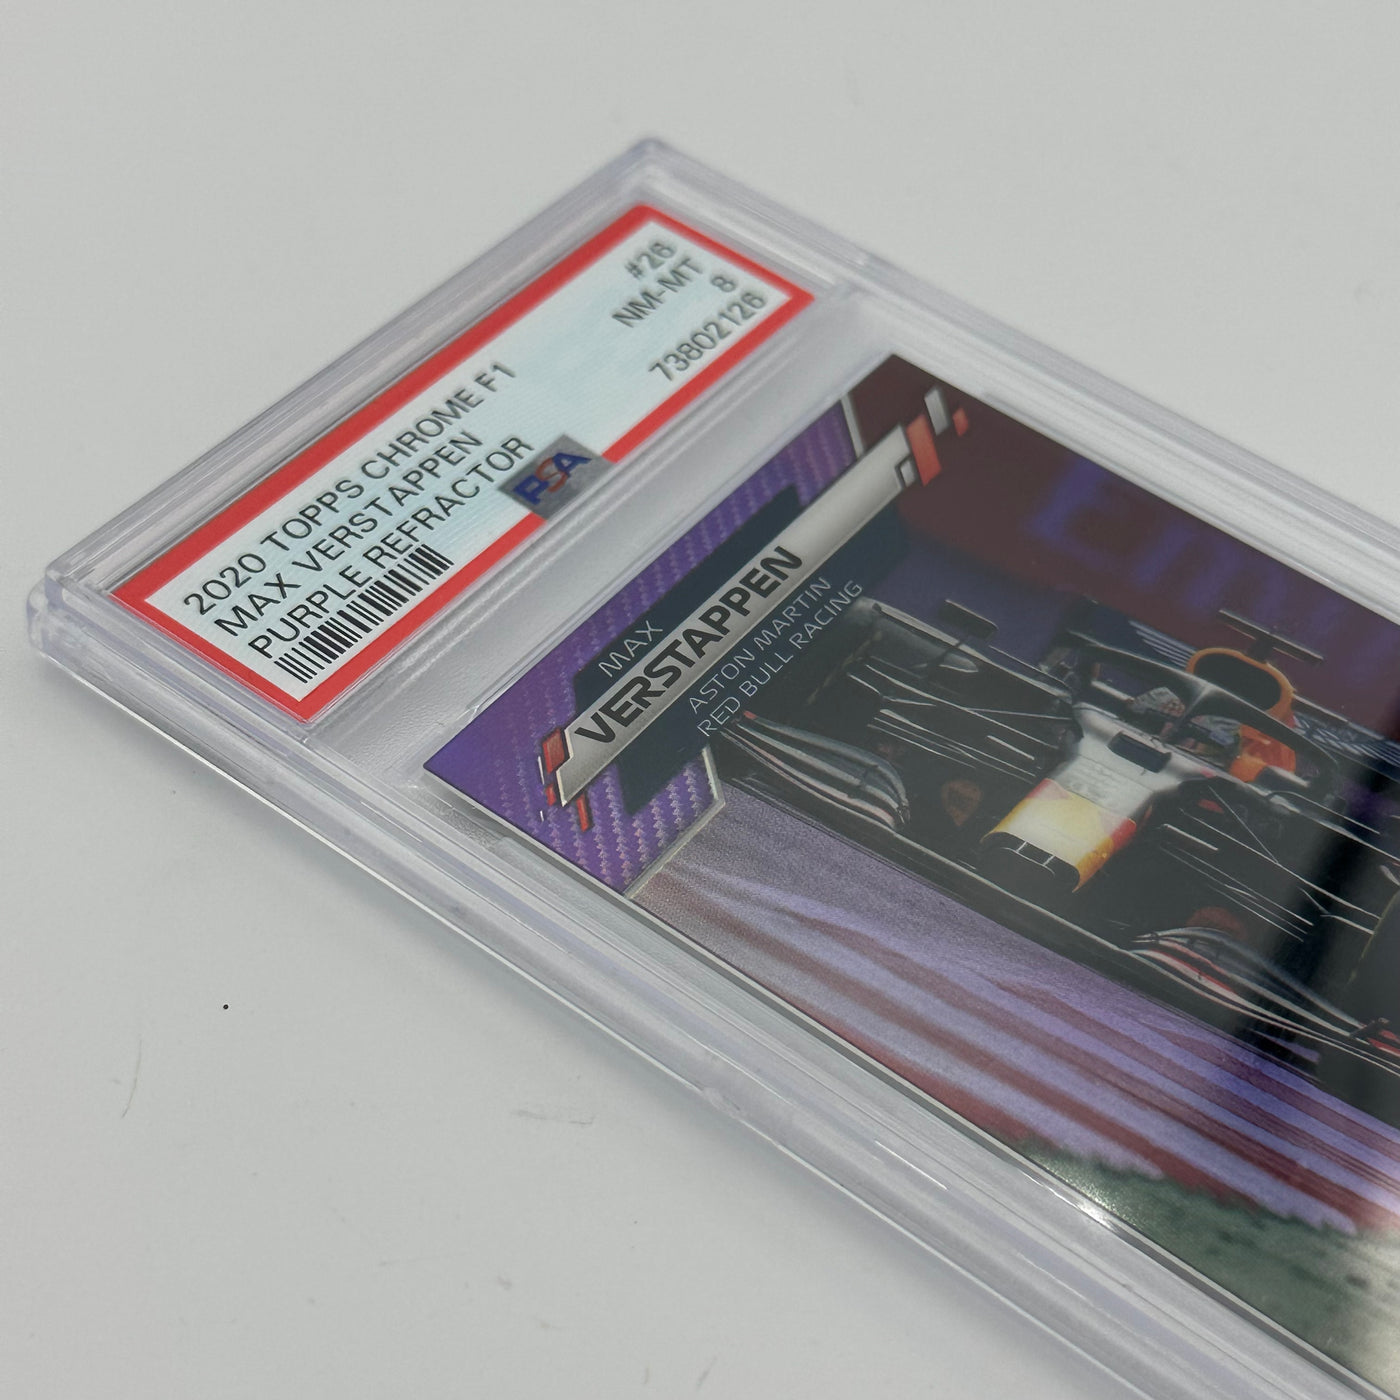 2020 TOPPS CHROME F1
MAX VERSTAPPEN
PURPLE REFRACTOR
#26
NM-MT
8
73802126
PSA
MAX
VERSTAPPEN
ASTON MARTIN
RED BULL RACING